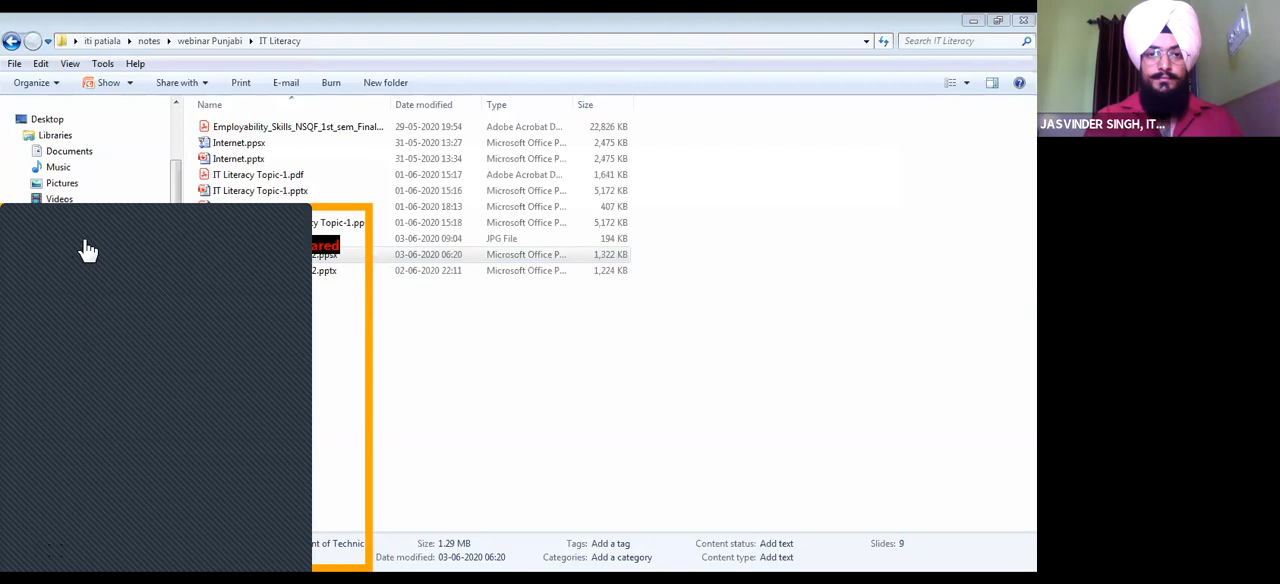 iti patiala notes webinar Punjabi IT Literacy
Search IT Literacy
File Edit View Tools Help
Organize Show Share with Print E-mail Burn New folder
Name Date modified Type Size
Desktop
Libraries
Documents
Music
Pictures
Videos
Employability_Skills_NSQF_1st_sem_Final... 29-05-2020 19:54 Adobe Acrobat D... 22,826 KB
Internet.ppsx 31-05-2020 13:27 Microsoft Office P... 2,475 KB
Internet.pptx 31-05-2020 13:34 Microsoft Office P... 2,475 KB
IT Literacy Topic-1.pdf 01-06-2020 15:17 Adobe Acrobat D... 1,641 KB
IT Literacy Topic-1.pptx 01-06-2020 15:16 Microsoft Office P... 5,172 KB
01-06-2020 18:13 Microsoft Office P... 407 KB
cy Topic-1.pp 01-06-2020 15:18 Microsoft Office P... 5,172 KB
ared 03-06-2020 09:04 JPG File 194 KB
2.ppsx 03-06-2020 06:20 Microsoft Office P... 1,322 KB
2.pptx 02-06-2020 22:11 Microsoft Office P... 1,224 KB
nt of Technic Size: 1.29 MB Tags: Add a tag Content status: Add text Slides: 9
Date modified: 03-06-2020 06:20 Categories: Add a category Content type: Add text
JASVINDER SINGH, IT...